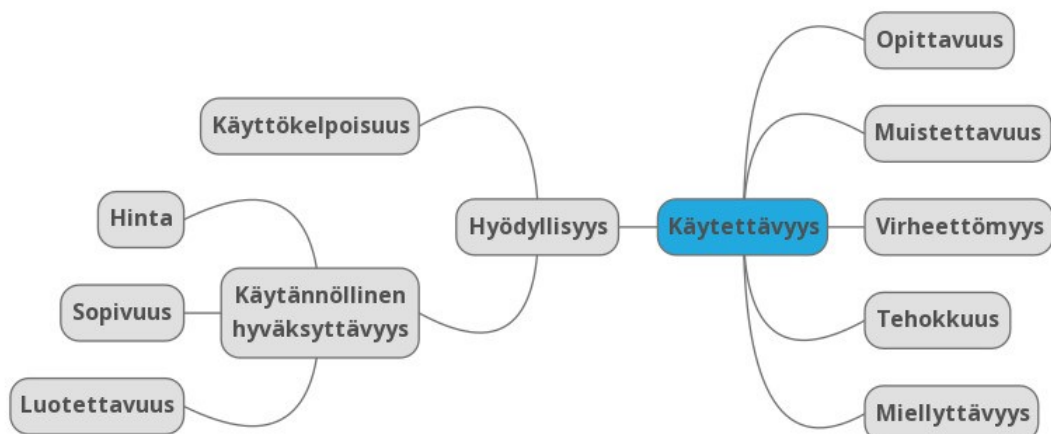 Opittavuus
Käyttökelpoisuus
Muistettavuus
Hinta
Hyödyllisyys
Käytettävyys
Virheettömyys
Käytännöllinen
hyväksyttävyys
Sopivuus
Tehokkuus
Luotettavuus
Miellyttävyys